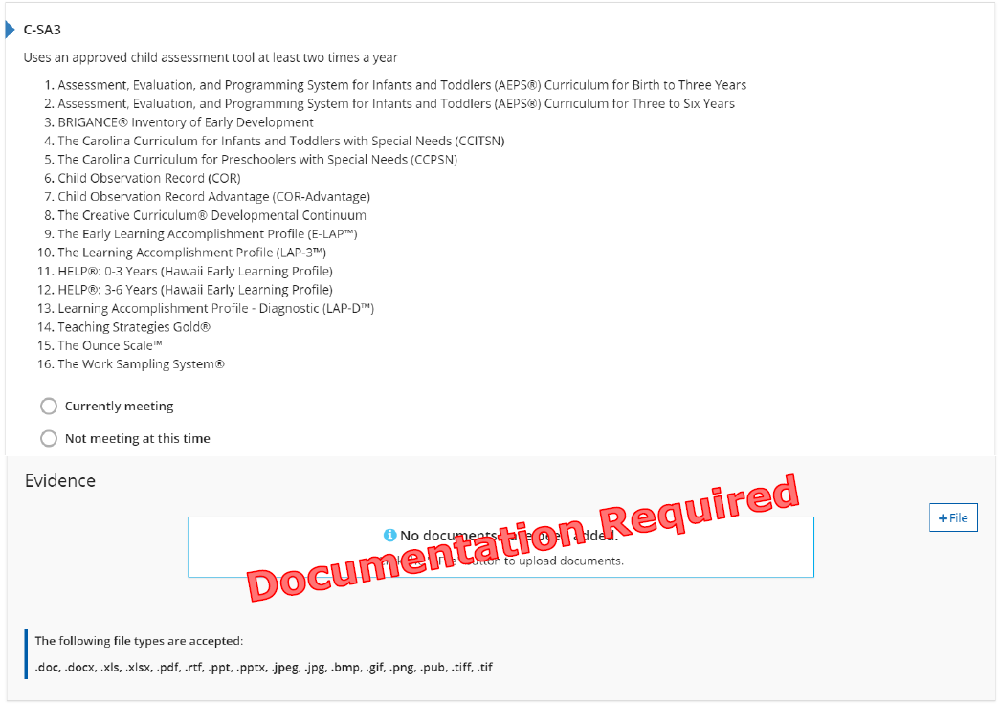 C-SA3
Uses an approved child assessment tool at least two times a year
1. Assessment, Evaluation, and Programming System for Infants and Toddlers (AEPS®) Curriculum for Birth to Three Years
2. Assessment, Evaluation, and Programming System for Infants and Toddlers (AEPS®) Curriculum for Three to Six Years
3. BRIGANCE® Inventory of Early Development
4. The Carolina Curriculum for Infants and Toddlers with Special Needs (CCITSN)
5. The Carolina Curriculum for Preschoolers with Special Needs (CCPSN)
6. Child Observation Record (COR)
7. Child Observation Record Advantage (COR-Advantage)
8. The Creative Curriculum® Developmental Continuum
9. The Early Learning Accomplishment Profile (E-LAP™)
10. The Learning Accomplishment Profile (LAP-3™)
11. HELP®: 0-3 Years (Hawaii Early Learning Profile)
12. HELP®: 3-6 Years (Hawaii Early Learning Profile)
13. Learning Accomplishment Profile - Diagnostic (LAP-D™)
14. Teaching Strategies Gold®
15. The Ounce Scale™
16. The Work Sampling System®
Currently meeting
Not meeting at this time
Evidence
+File
No documents been added.
button to upload documents.
Documentation Required
The following file types are accepted:
.doc, .docx, .xls, .xlsx, .pdf, .rtf, .ppt, .pptx, .jpeg, .jpg, .bmp, .gif, .png, .pub, .tiff, .tif